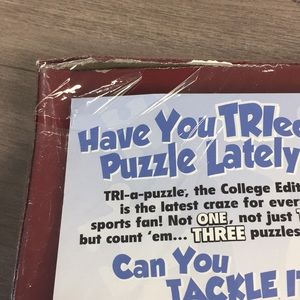 Have You TRIed
Puzzle Lately
TRI-a-puzzle, the College Edit
is the latest craze for ever
sports fan! Not ONE, not just T
but count 'em... THREE puzzles
Can You
TACKLE I